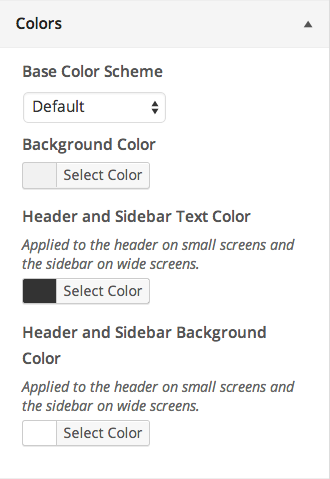 Colors
Base Color Scheme
Default
Background Color
Select Color
Header and Sidebar Text Color
Applied to the header on small screens and
the sidebar on wide screens.
Select Color
Header and Sidebar Background
Color
Applied to the header on small screens and
the sidebar on wide screens.
Select Color